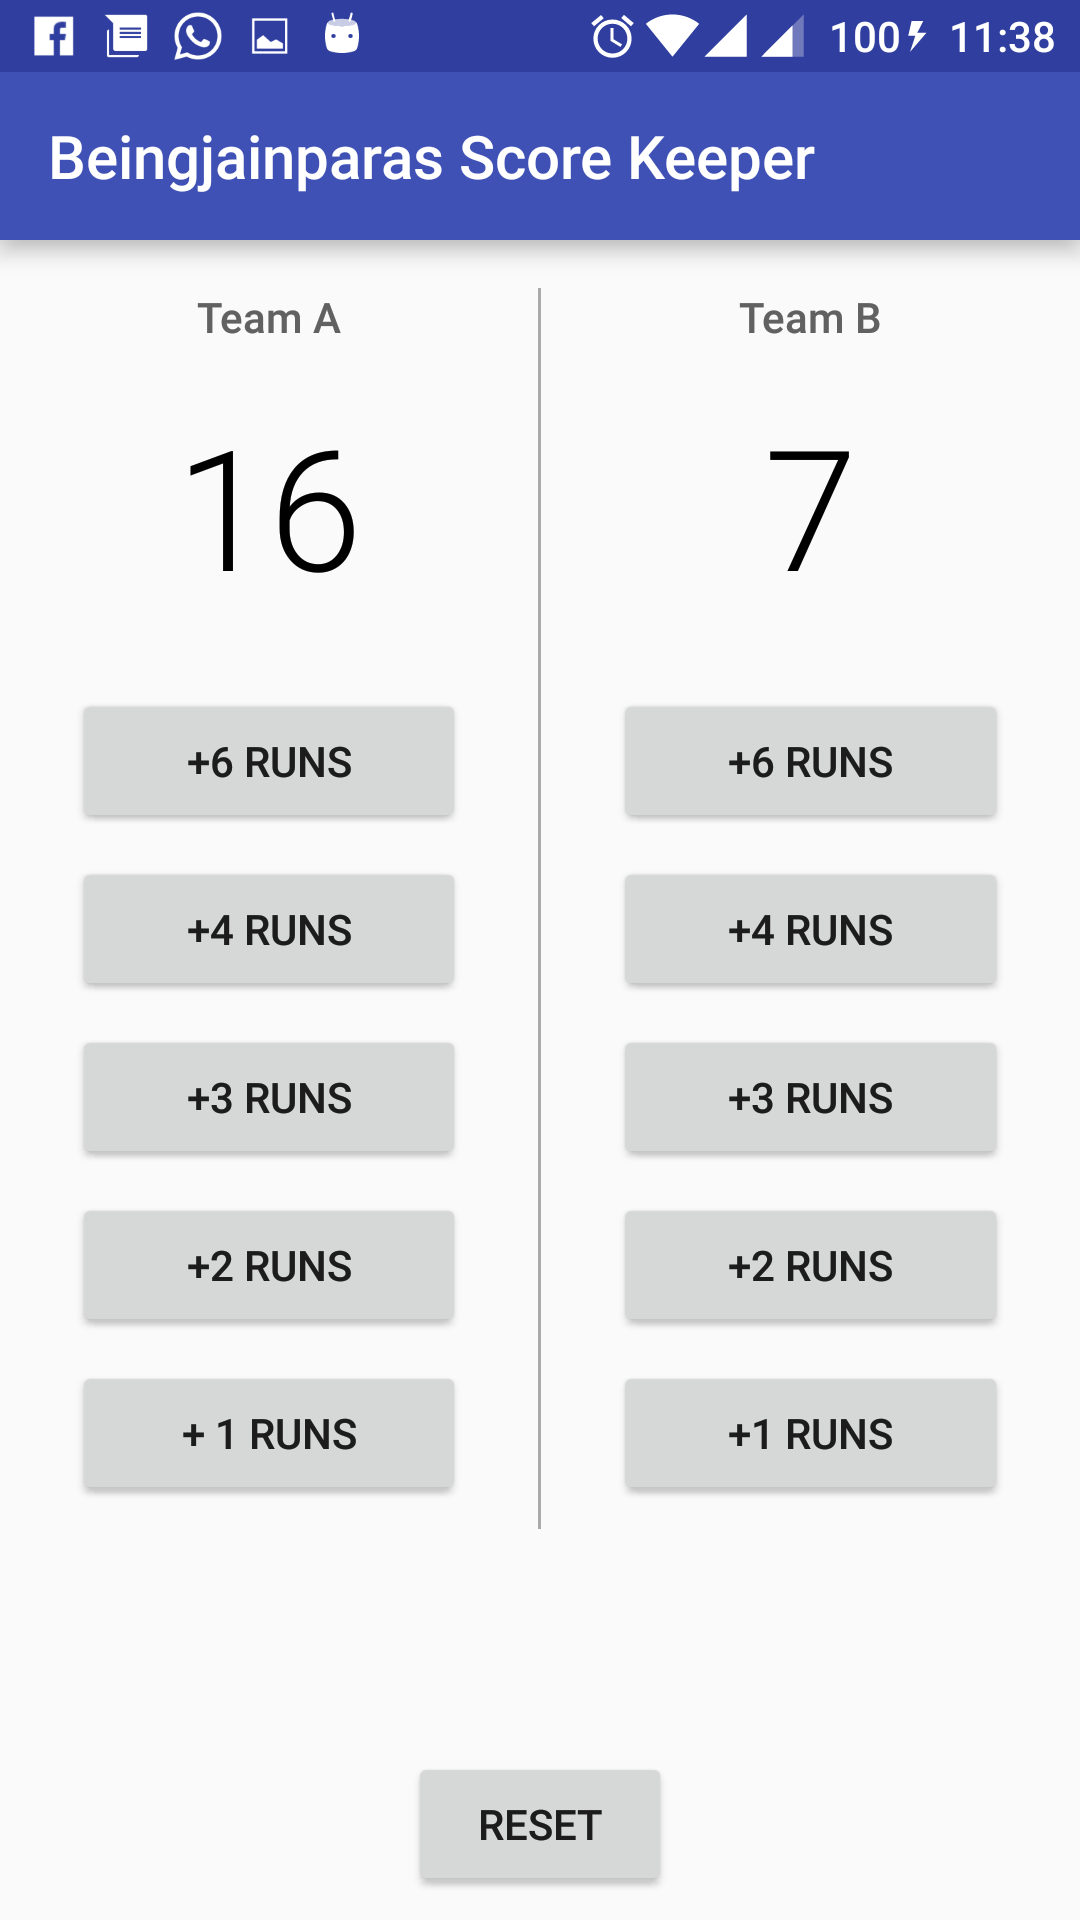 100 11:38
Beingjainparas Score Keeper
Team A
Team B
16
7
+6 RUNS
+6 RUNS
+4 RUNS
+4 RUNS
+3 RUNS
+3 RUNS
+2 RUNS
+2 RUNS
+ 1 RUNS
+1 RUNS
RESET